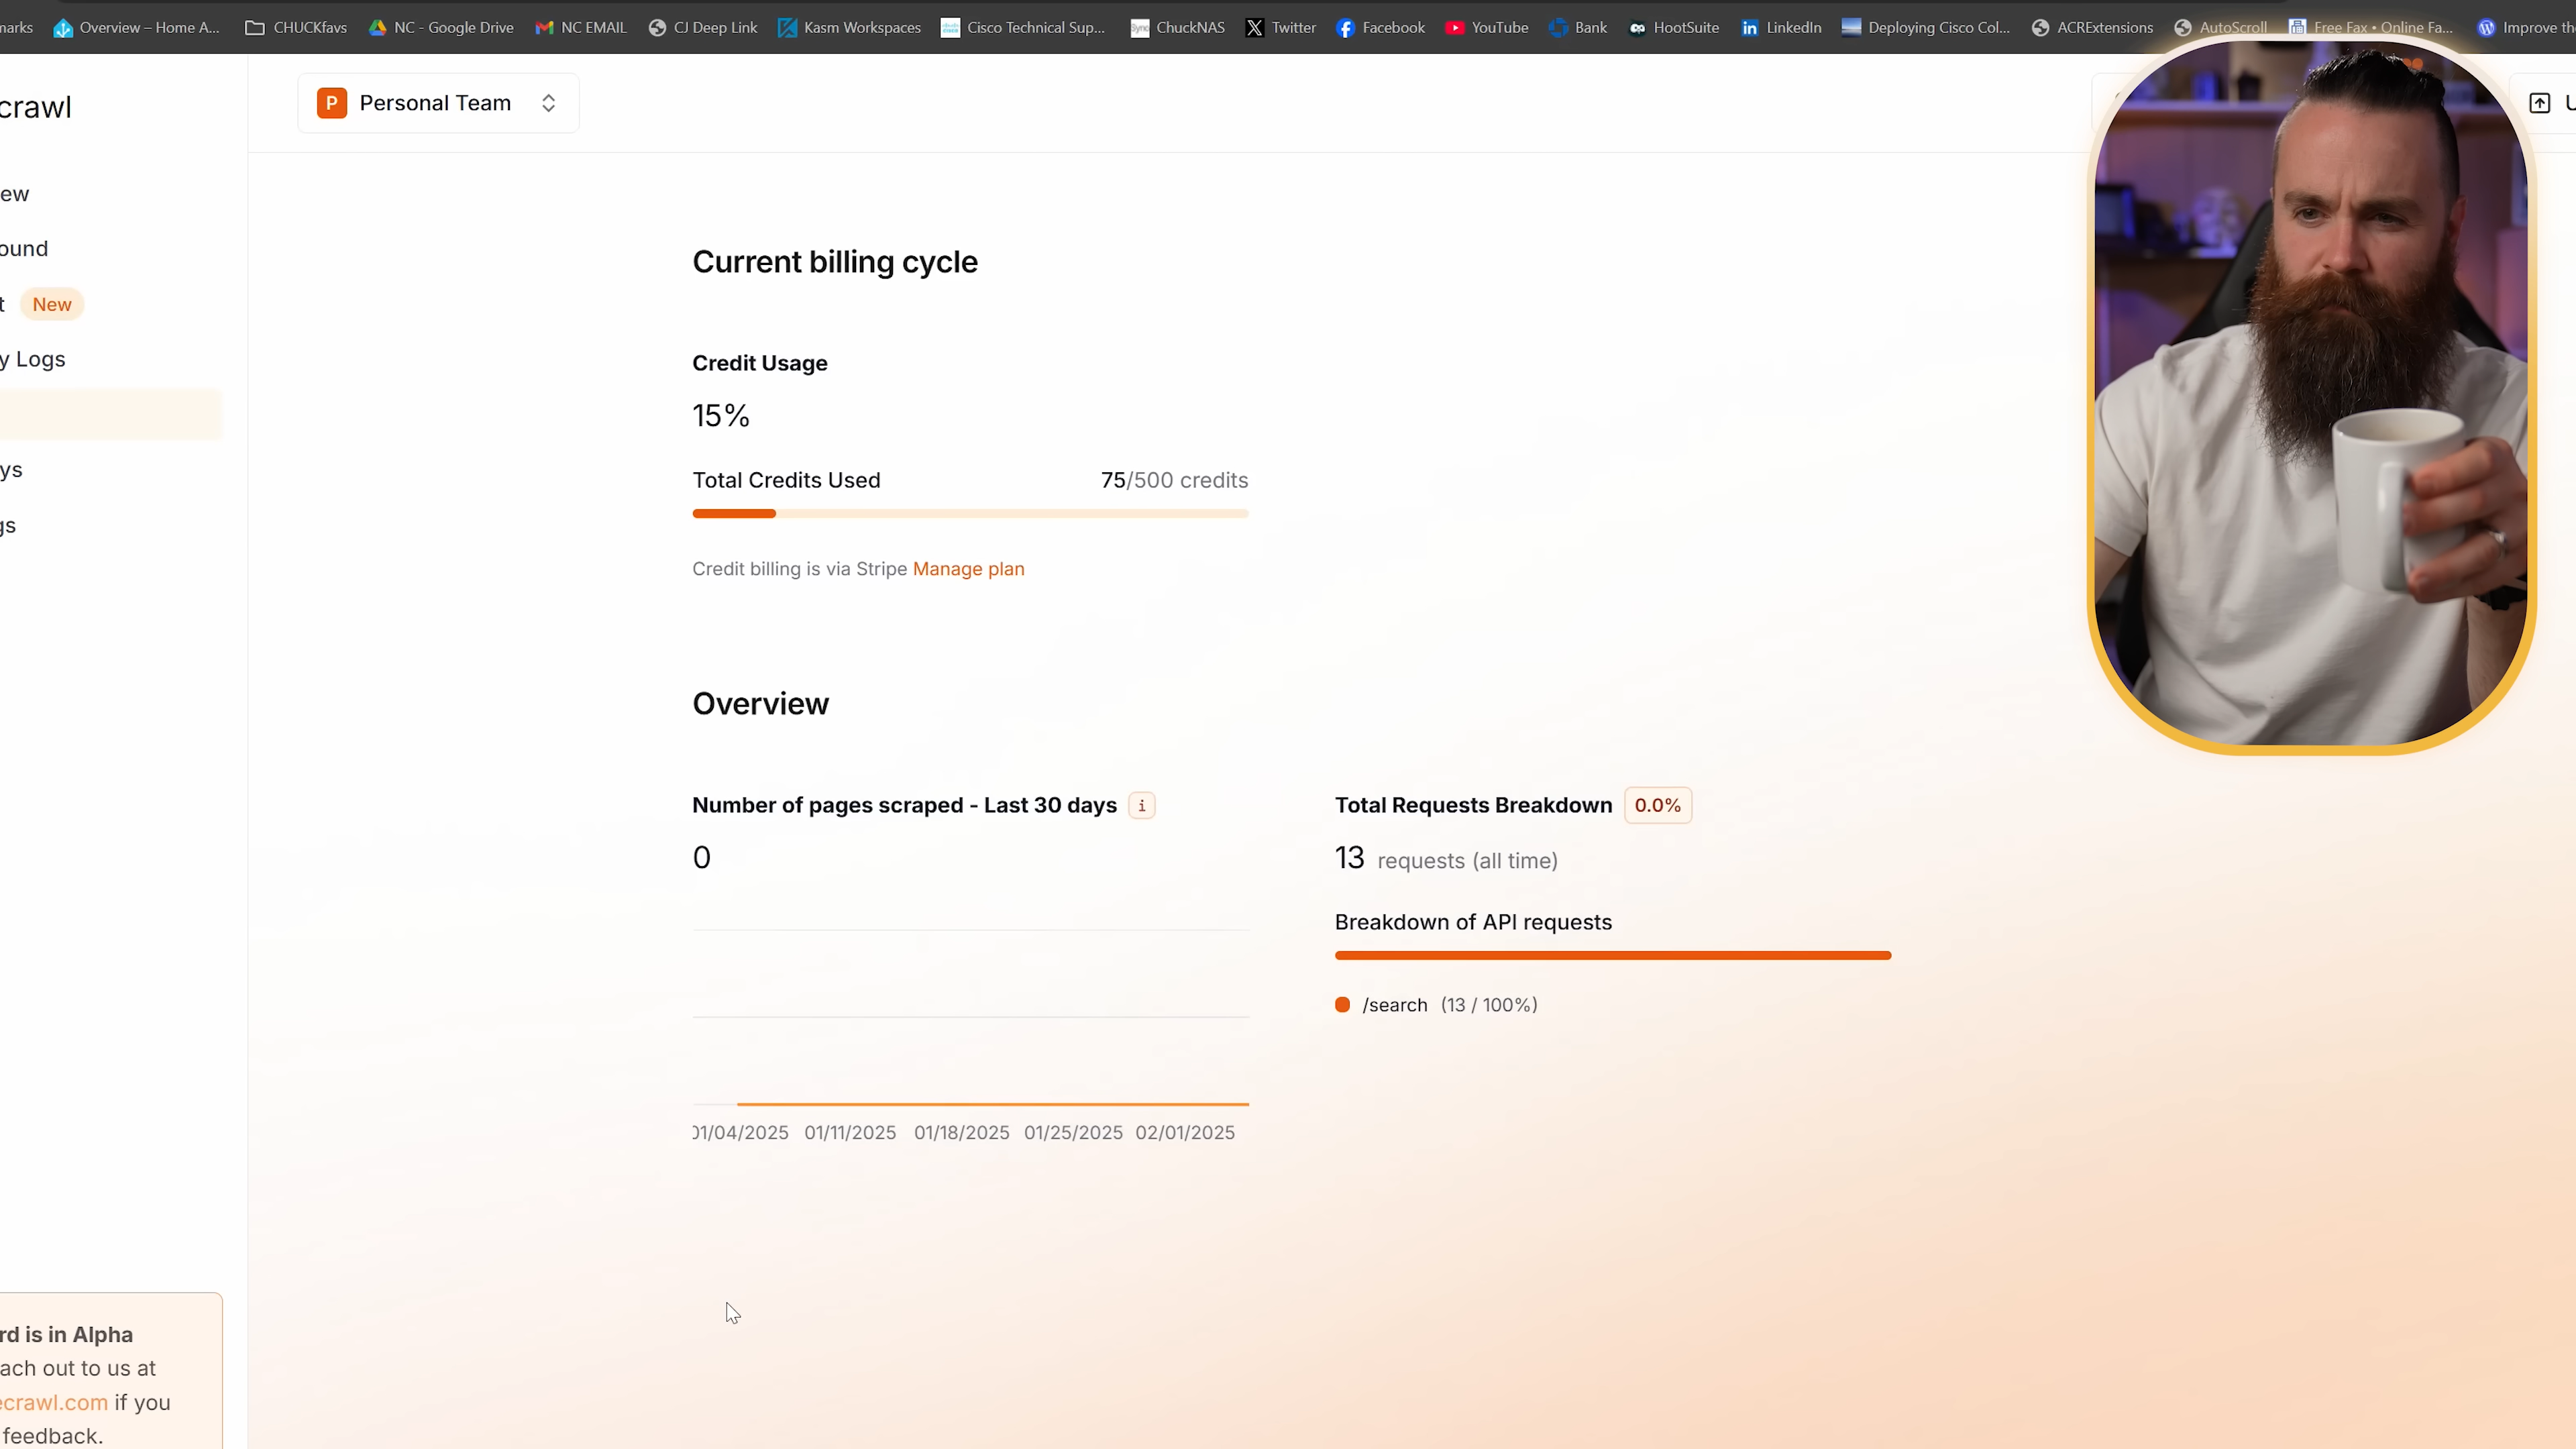 marks Overview – Home A... CHUCKfavs NC - Google Drive NC EMAIL CJ Deep Link Kasm Workspaces Cisco Technical Sup... ChuckNAS Twitter Facebook YouTube Bank HootSuite LinkedIn Deploying Cisco Col... ACRExtensions AutoScroll Free Fax • Online Fa... Improve th
crawl
P Personal Team
ew
ound
t New
y Logs
ys
gs
Current billing cycle
Credit Usage
15%
Total Credits Used 75/500 credits
Credit billing is via Stripe Manage plan
Overview
Number of pages scraped - Last 30 days i
0
01/04/2025 01/11/2025 01/18/2025 01/25/2025 02/01/2025
Total Requests Breakdown 0.0%
13 requests (all time)
Breakdown of API requests
/search (13 / 100%)
rd is in Alpha
ach out to us at
ecrawl.com if you
feedback.